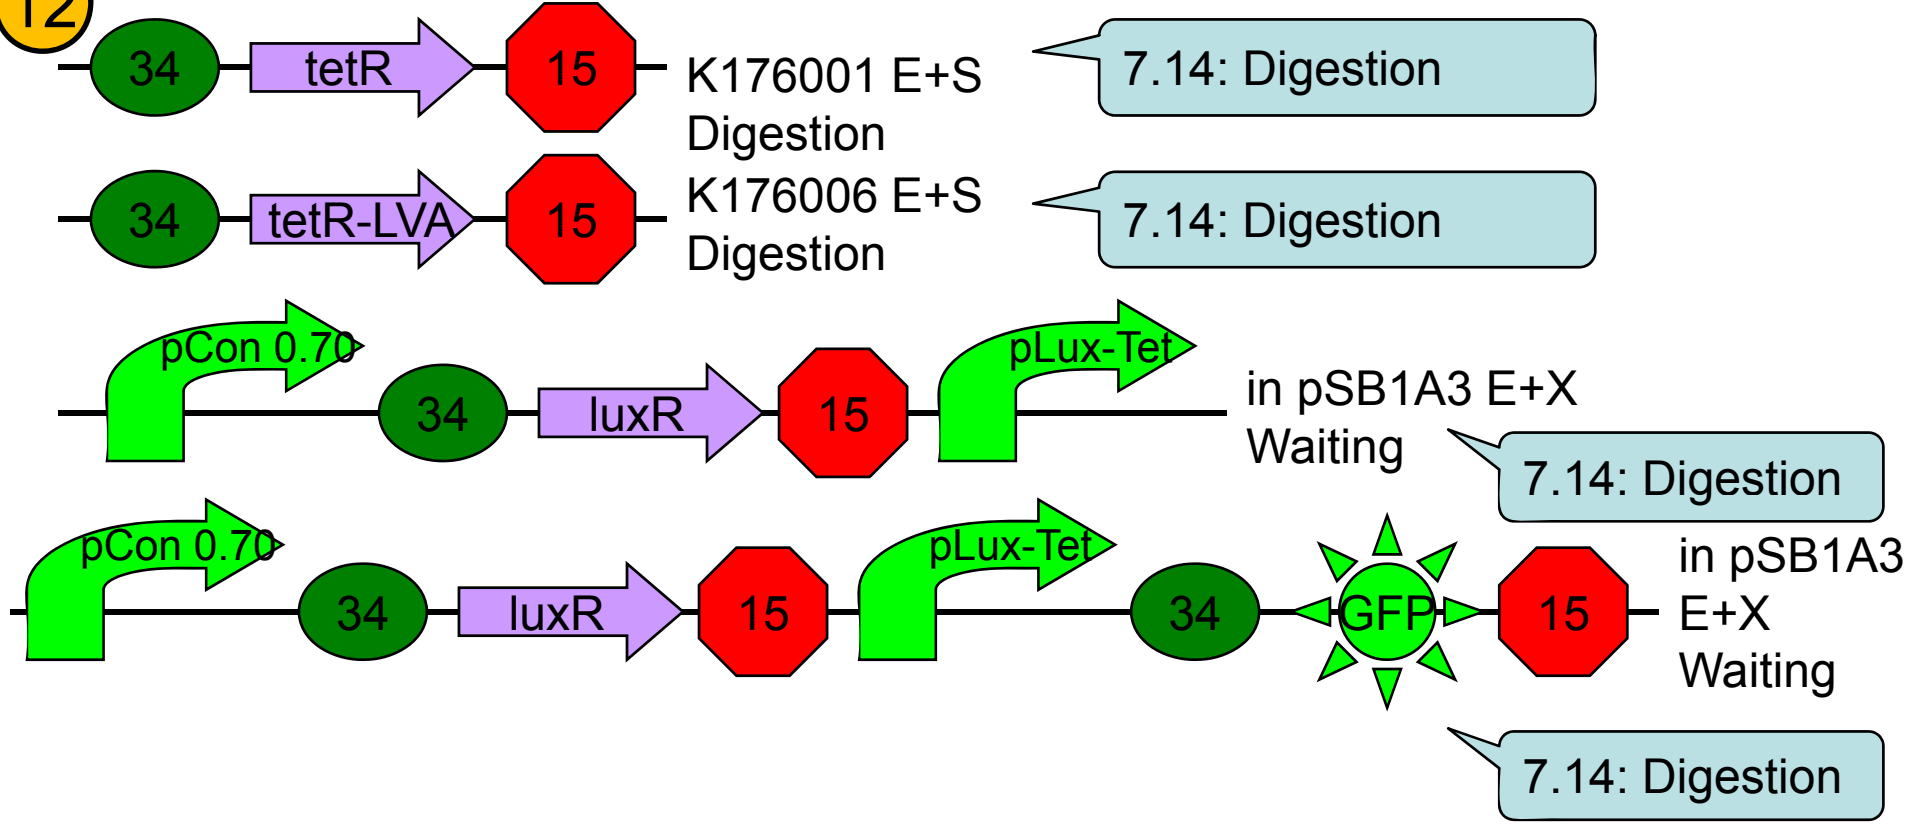 12
34 tetR 15
K176001 E+S
Digestion
7.14: Digestion
34 tetR-LVA 15
K176006 E+S
Digestion
7.14: Digestion
pCon 0.70
34 luxR 15
pLux-Tet
in pSB1A3 E+X
Waiting
7.14: Digestion
pCon 0.70
34 luxR 15
pLux-Tet
34 GFP 15
in pSB1A3
E+X
Waiting
7.14: Digestion